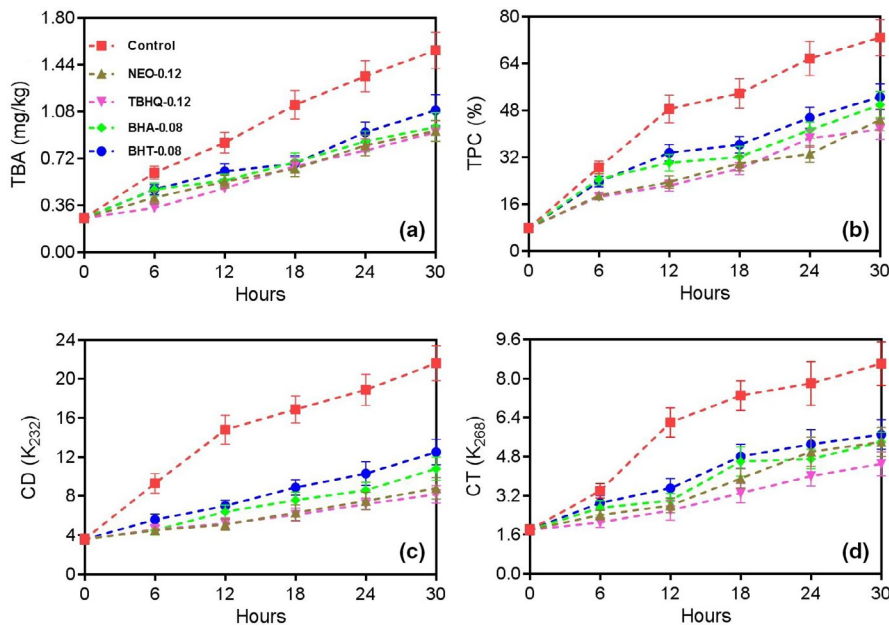 1.80
1.44
1.08
0.72
0.36
0.00
TBA (mg/kg)
Control
NEO-0.12
TBHQ-0.12
BHA-0.08
BHT-0.08
(a)
0 6 12 18 24 30
Hours
80
64
48
32
16
0
TPC (%)
(b)
0 6 12 18 24 30
Hours
24
20
16
12
8
4
0
CD (K232)
(c)
0 6 12 18 24 30
Hours
9.6
8.0
6.4
4.8
3.2
1.6
0.0
CT (K268)
(d)
0 6 12 18 24 30
Hours